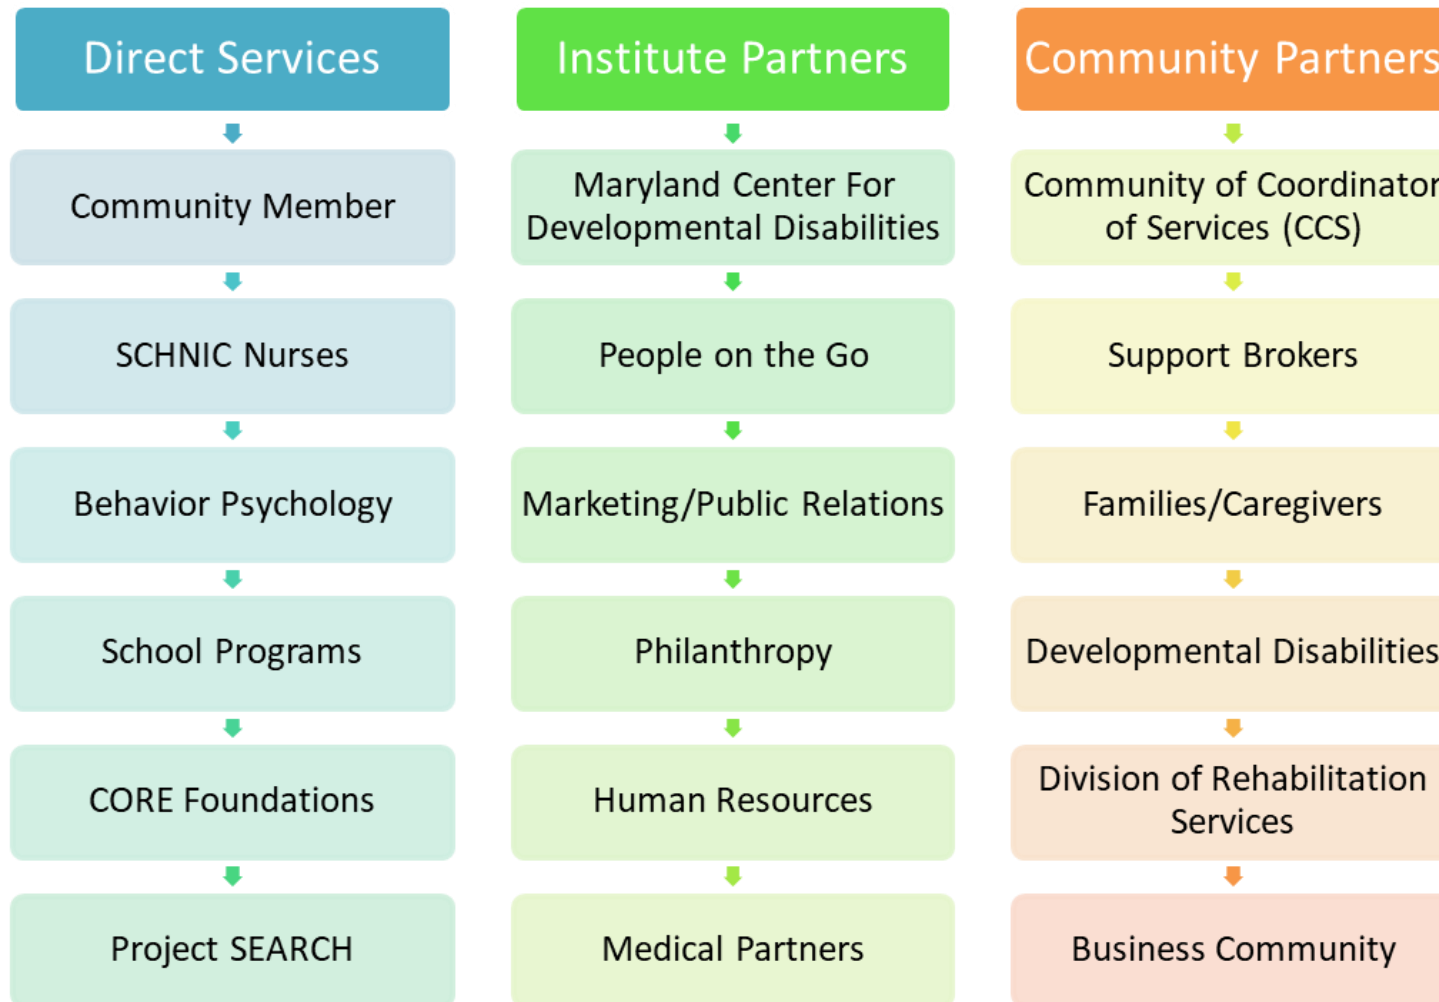 Direct Services
Community Member
SCHNIC Nurses
Behavior Psychology
School Programs
CORE Foundations
Project SEARCH
Institute Partners
Maryland Center For
Developmental Disabilities
People on the Go
Marketing/Public Relations
Philanthropy
Human Resources
Medical Partners
Community Partners
Community of Coordinator
of Services (CCS)
Support Brokers
Families/Caregivers
Developmental Disabilities
Division of Rehabilitation
Services
Business Community